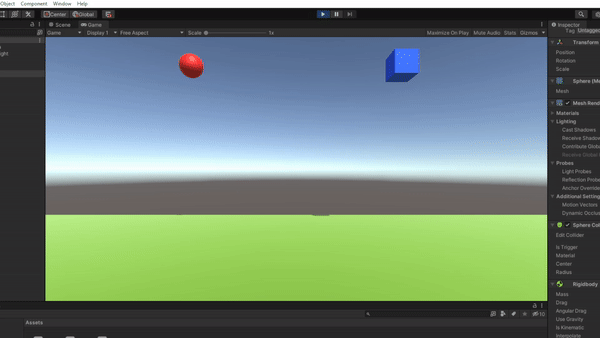 Object Component Window Help
Center Global
Scene Game
Game Display 1 Free Aspect Scale 1x Maximize On Play Mute Audio Stats Gizmos
Inspector
Tag Untagged
Transform
Position
Rotation
Scale
Sphere (Me
Mesh
Mesh Rend
Materials
Lighting
Cast Shadows
Receive Shadow
Contribute Globa
Receive Global I
Probes
Light Probes
Reflection Probe
Anchor Override
Additional Setting
Motion Vectors
Dynamic Occlus
Sphere Col
Edit Collider
Is Trigger
Material
Center
Radius
Rigidbody
Mass
Drag
Angular Drag
Use Gravity
Is Kinematic
Interpolate
10
Assets